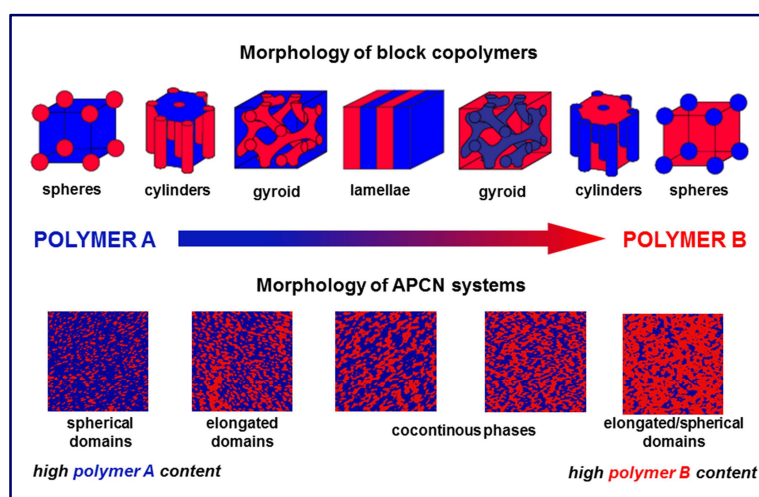 Morphology of block copolymers
spheres cylinders gyroid lamellae gyroid cylinders spheres
POLYMER A POLYMER B
Morphology of APCN systems
spherical domains
elongated domains
cocontinous phases
elongated/spherical domains
high polymer A content high polymer B content